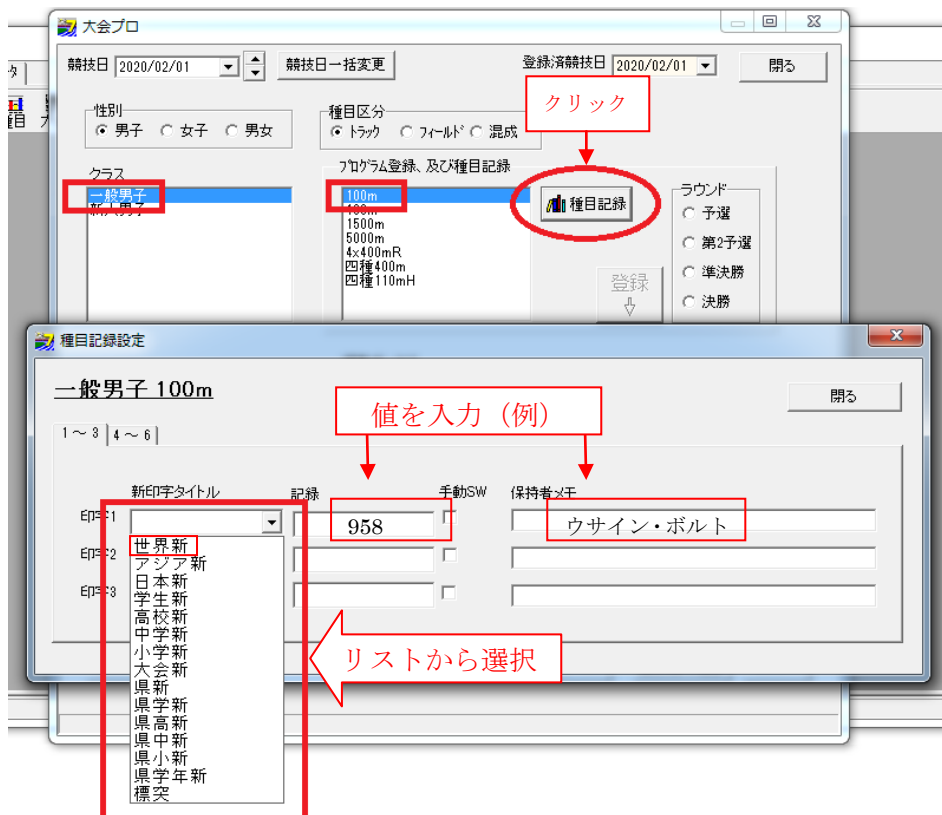 大会プロ
競技日 2020/02/01 競技日一括変更 登録済競技日 2020/02/01 閉る
クリック
性別
男子 女子 男女
種目区分
トラック フィールド 混成
クラス
一般男子
新人男子
プログラム登録、及び種目記録
100m
1500m
5000m
4x400mR
四種400m
四種110mH
種目記録
登録
ラウンド
予選
第2予選
準決勝
決勝
種目記録設定
一般男子 100m
閉る
値を入力（例）
1～3 4～6
新印字タイトル 記録 手動SW 保持者メモ
印字1 958 ウサイン・ボルト
印字2
印字3
世界新
アジア新
日本新
学生新
高校新
中学新
小学新
大会新
県新
県学新
県高新
県中新
県小新
県学年新
標突
リストから選択